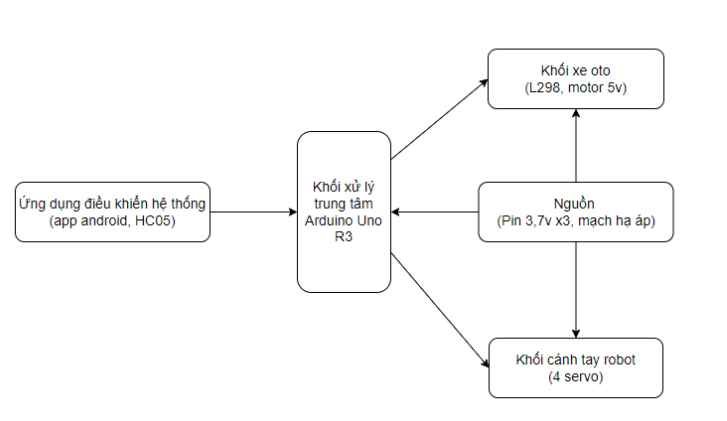 Khối xe oto
(L298, motor 5v)
Ứng dụng điều khiển hệ thống
(app android, HC05)
Khối xử lý
trung tâm
Arduino Uno
R3
Nguồn
(Pin 3,7v x3, mạch hạ áp)
Khối cánh tay robot
(4 servo)